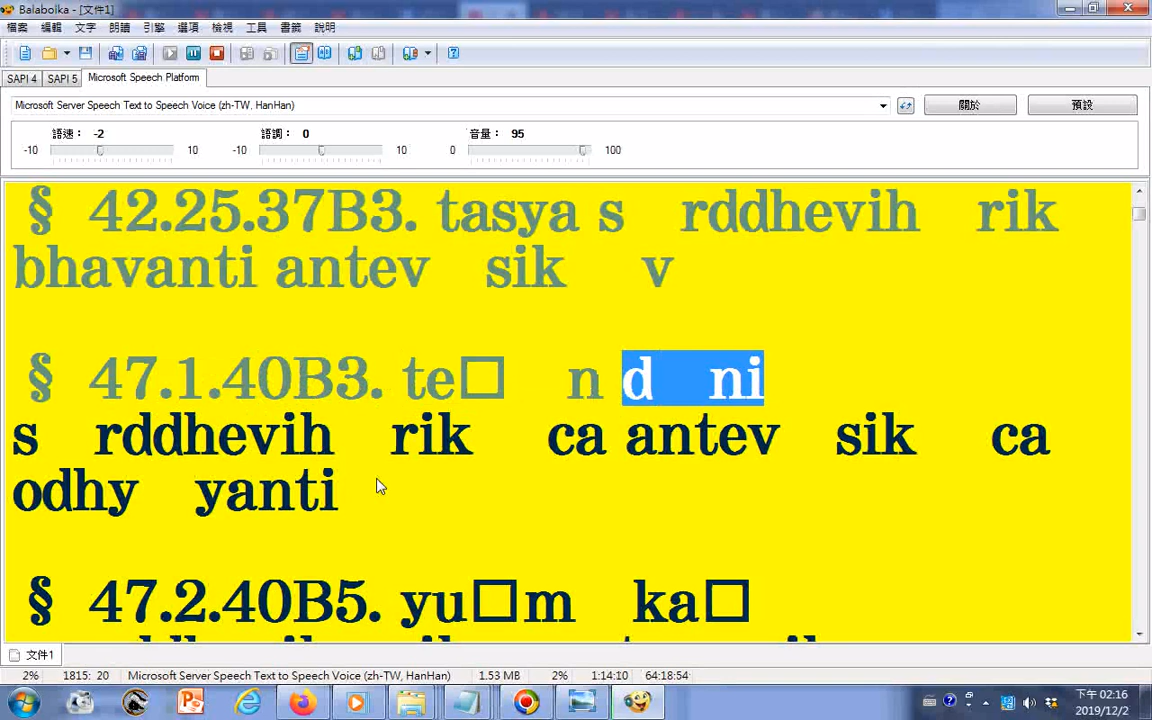 Balabolka - [文件1]
檔案 編輯 文字 朗讀 引擎 選項 檢視 工具 書籤 說明
SAPI 4 SAPI 5 Microsoft Speech Platform
Microsoft Server Speech Text to Speech Voice (zh-TW, HanHan) 關於 預設
語速： -2 語調： 0 音量： 95
-10 10 -10 10 0 100
§ 42.25.37B3. tasya s rddhevih rik
bhavanti antev sik v
§ 47.1.40B3. te□ n d ni
s rddhevih rik ca antev sik ca
odhy yanti
§ 47.2.40B5. yu□m ka□
文件1
2% 1815: 20 Microsoft Server Speech Text to Speech Voice (zh-TW, HanHan) 1.53 MB 2% 1:14:10 64:18:54
下午 02:16
2019/12/2